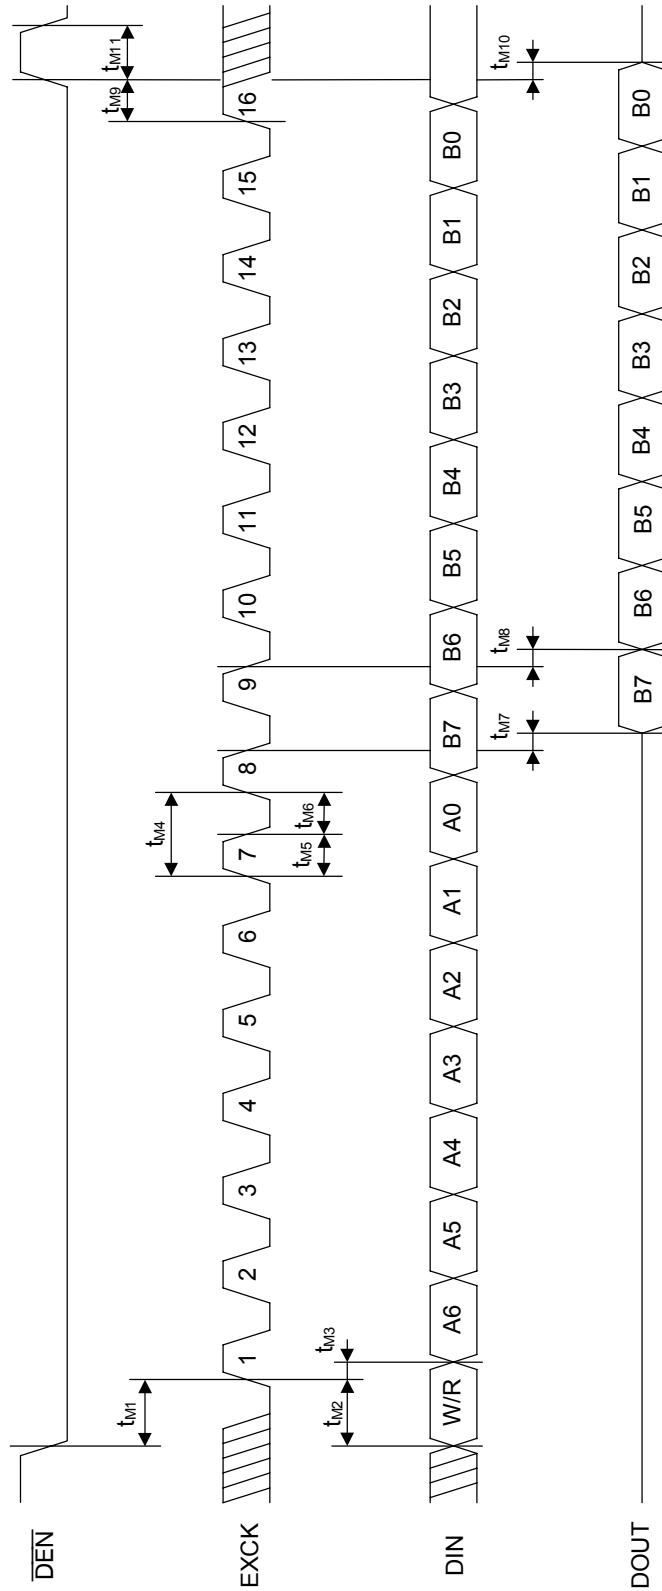 D̅E̅N̅
tM1
tM9
tM11
EXCK
1 2 3 4 5 6 7 8 9 10 11 12 13 14 15 16
tM4
tM5 tM6
tM2 tM3
DIN
W/R A6 A5 A4 A3 A2 A1 A0 B7 B6 B5 B4 B3 B2 B1 B0
tM7 tM8 tM10
DOUT
B7 B6 B5 B4 B3 B2 B1 B0